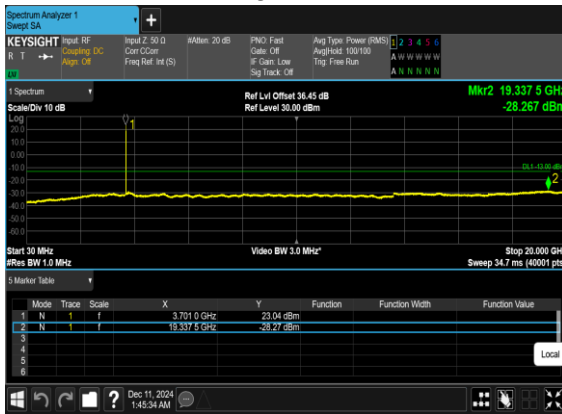 Spectrum Analyzer 1
Swept SA
KEYSIGHT Input: RF Input Z: 50 Ω #Atten: 20 dB PNO: Fast Avg Type: Power (RMS) 1 2 3 4 5 6
R T Coupling: DC Corr CCorr Gate: Off Avg|Hold: 100/100 A W W W W W
Align: Off Freq Ref: Int (S) IF Gain: Low Trig: Free Run
Sig Track: Off A N N N N N
1 Spectrum Ref Lvl Offset 36.45 dB Mkr2 19.337 5 GHz
Scale/Div 10 dB Ref Level 30.00 dBm -28.267 dBm
Log
20.0
10.0
0.00
-10.0
-20.0
-30.0
-40.0
-50.0
-60.0
1
DL1 -13.00 dBm
2
Start 30 MHz Video BW 3.0 MHz* Stop 20.000 GHz
#Res BW 1.0 MHz Sweep 34.7 ms (40001 pts)
5 Marker Table
Mode Trace Scale X Y Function Function Width Function Value
1 N 1 f 3.701 0 GHz 23.04 dBm
2 N 1 f 19.337 5 GHz -28.27 dBm
3
4
5
6
Local
? Dec 11, 2024
1:45:34 AM